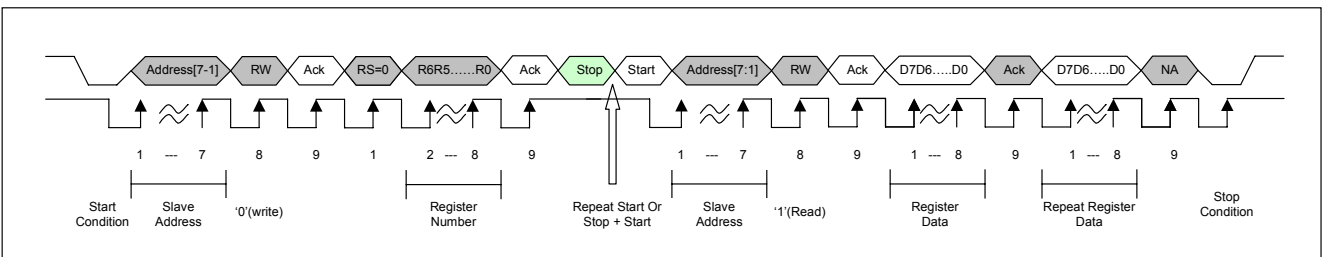 Address[7-1] RW Ack RS=0 R6R5......R0 Ack Stop Start Address[7:1] RW Ack D7D6.....D0 Ack D7D6.....D0 NA
1 --- 7 8 9 1 2 --- 8 9 1 --- 7 8 9 1 --- 8 9 1 --- 8 9
Start Condition
Slave Address
‘0’(write)
Register Number
Repeat Start Or Stop + Start
Slave Address
‘1’(Read)
Register Data
Repeat Register Data
Stop Condition